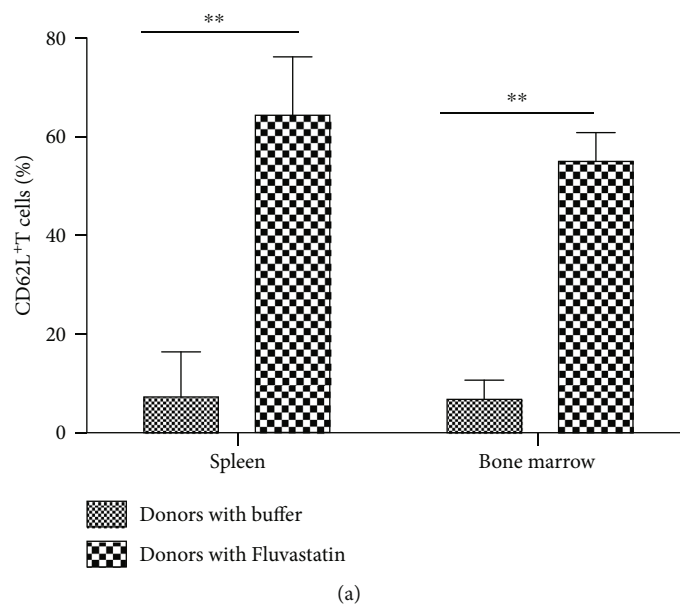 **
80
**
60
40
20
0
CD62L⁺T cells (%)
Spleen
Bone marrow
Donors with buffer
Donors with Fluvastatin
(a)